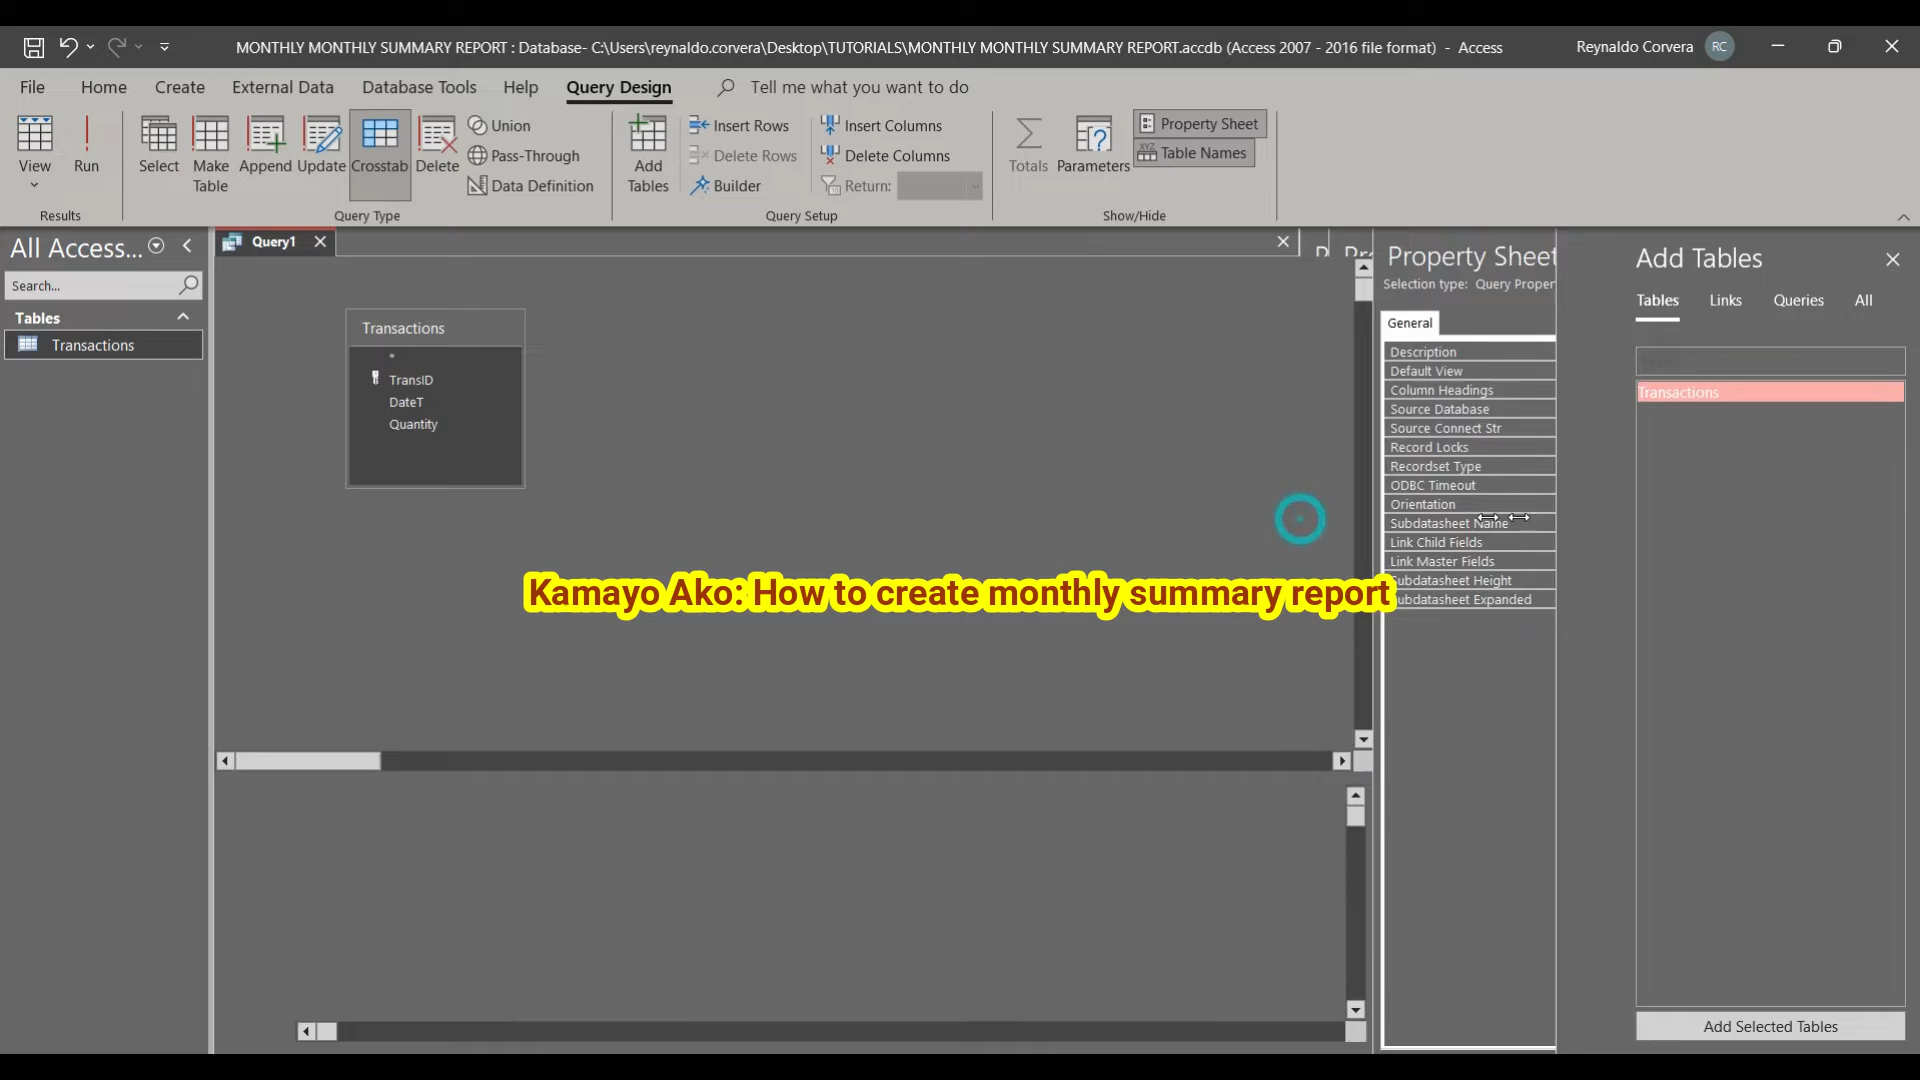 MONTHLY MONTHLY SUMMARY REPORT : Database- C:\Users\reynaldo.corvera\Desktop\TUTORIALS\MONTHLY MONTHLY SUMMARY REPORT.accdb (Access 2007 - 2016 file format) - Access
Reynaldo Corvera
RC
File
Home
Create
External Data
Database Tools
Help
Query Design
Tell me what you want to do
View
Run
Results
Select
Make Table
Append
Update
Crosstab
Delete
Union
Pass-Through
Data Definition
Query Type
Add Tables
Insert Rows
Delete Rows
Builder
Insert Columns
Delete Columns
Return:
Query Setup
Totals
Parameters
Property Sheet
XYZ
Table Names
Show/Hide
All Access...
Search...
Tables
Transactions
Query1
Transactions
*
TransID
DateT
Quantity
Property Sheet
Selection type: Query Proper
General
Description
Default View
Column Headings
Source Database
Source Connect Str
Record Locks
Recordset Type
ODBC Timeout
Orientation
Subdatasheet Name
Link Child Fields
Link Master Fields
Subdatasheet Height
Subdatasheet Expanded
Kamayo Ako: How to create monthly summary report
Add Tables
Tables
Links
Queries
All
Transactions
Add Selected Tables